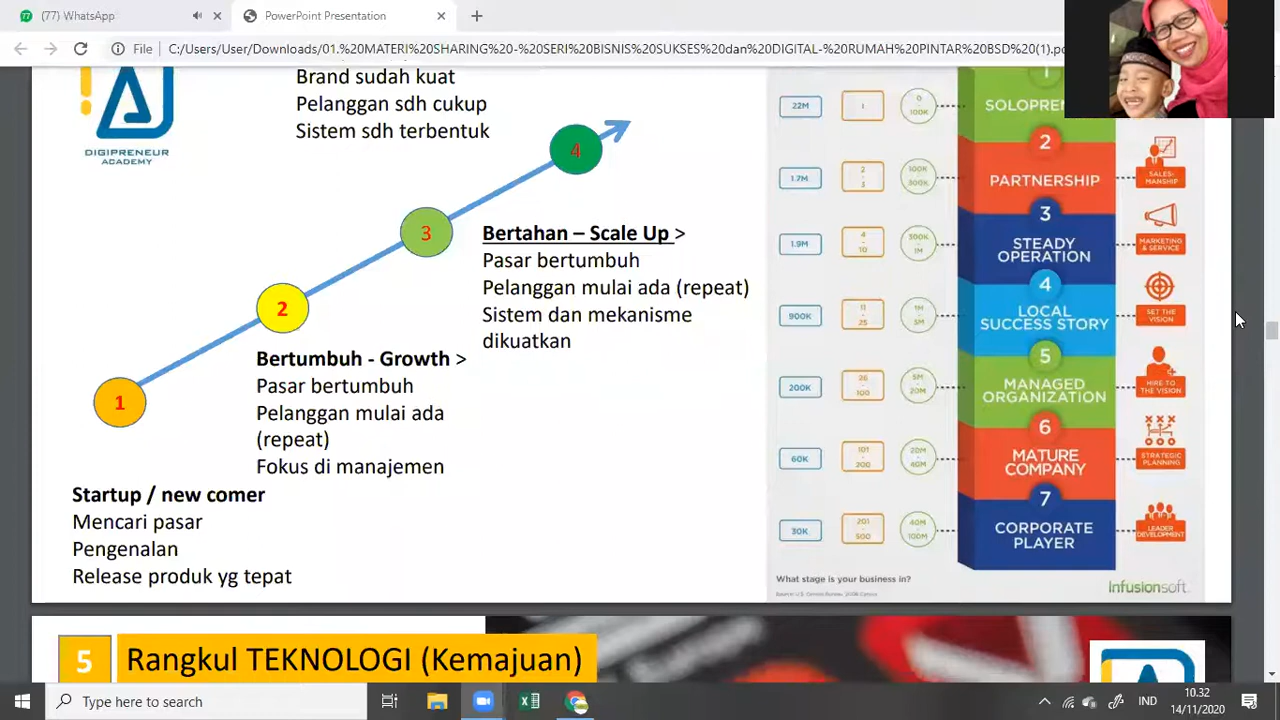 (77) WhatsApp
PowerPoint Presentation
File
C:/Users/User/Downloads/01.%20MATERI%20SHARING%20-%20SERI%20BISNIS%20SUKSES%20dan%20DIGITAL-%20RUMAH%20PINTAR%20BSD%20(1).pd
DIGIPRENEUR
ACADEMY
Brand sudah kuat
Pelanggan sdh cukup
Sistem sdh terbentuk
4
3
Bertahan – Scale Up >
Pasar bertumbuh
Pelanggan mulai ada (repeat)
Sistem dan mekanisme
dikuatkan
2
Bertumbuh - Growth >
Pasar bertumbuh
Pelanggan mulai ada
(repeat)
Fokus di manajemen
1
Startup / new comer
Mencari pasar
Pengenalan
Release produk yg tepat
22M
1
0
100K
1
SOLOPREN
1.7M
2
-
3
100K
300K
2
PARTNERSHIP
SALES-
MANSHIP
1.9M
4
-
10
300K
-
1M
3
STEADY
OPERATION
MARKETING
& SERVICE
900K
11
-
25
1M
-
5M
4
LOCAL
SUCCESS STORY
SET THE
VISION
200K
26
-
100
5M
-
20M
5
MANAGED
ORGANIZATION
HIRE TO
THE VISION
60K
101
-
200
20M
-
40M
6
MATURE
COMPANY
STRATEGIC
PLANNING
30K
201
-
500
40M
-
100M
7
CORPORATE
PLAYER
LEADER
DEVELOPMENT
What stage is your business in?
Infusionsoft.
5
Rangkul TEKNOLOGI (Kemajuan)
Type here to search
IND
10.32
14/11/2020